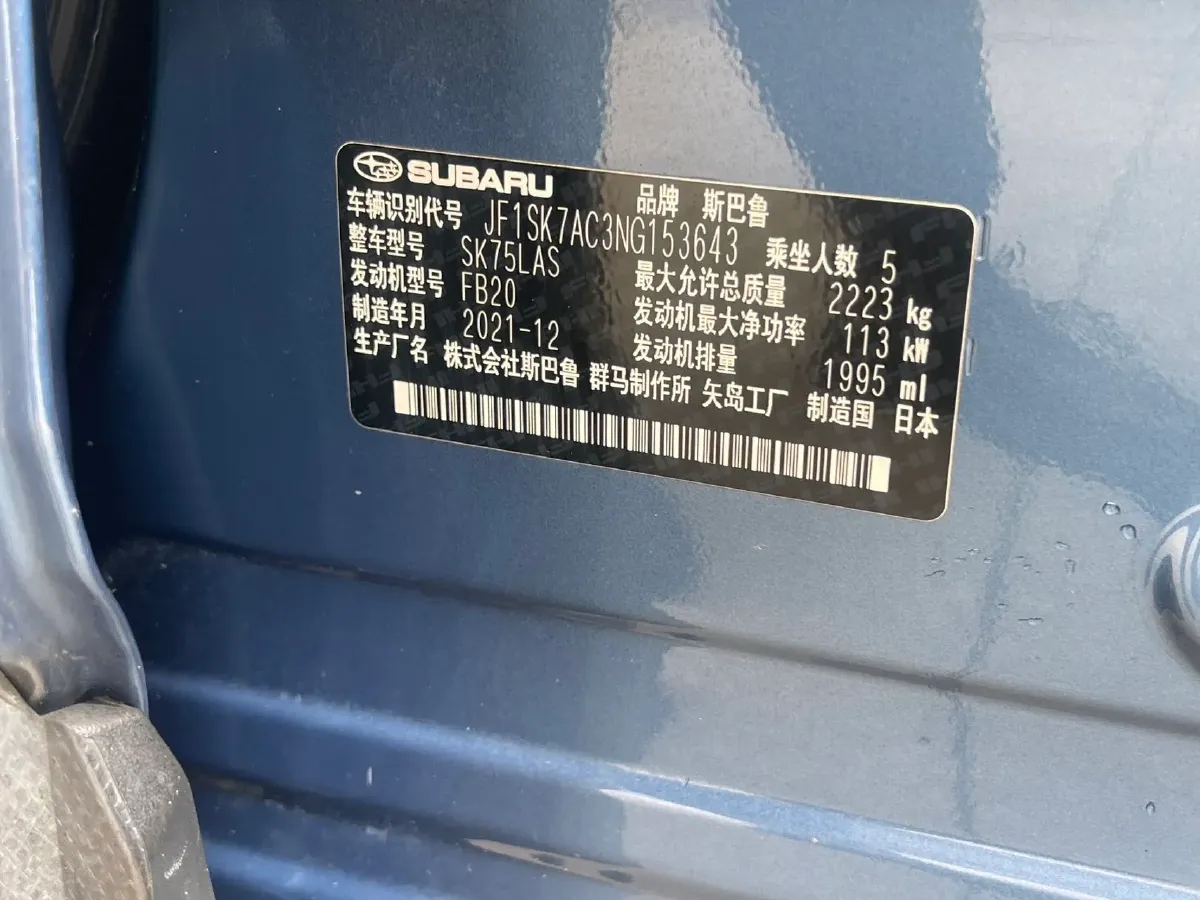 SUBARU 品牌 斯巴鲁
车辆识别代号 JF1SK7AC3NG153643 乘坐人数 5
整车型号 SK75LAS 最大允许总质量 2223 kg
发动机型号 FB20 发动机最大净功率 113 kW
制造年月 2021-12 发动机排量 1995 ml
生产厂名 株式会社斯巴鲁 群马制作所 矢岛工厂 制造国 日本